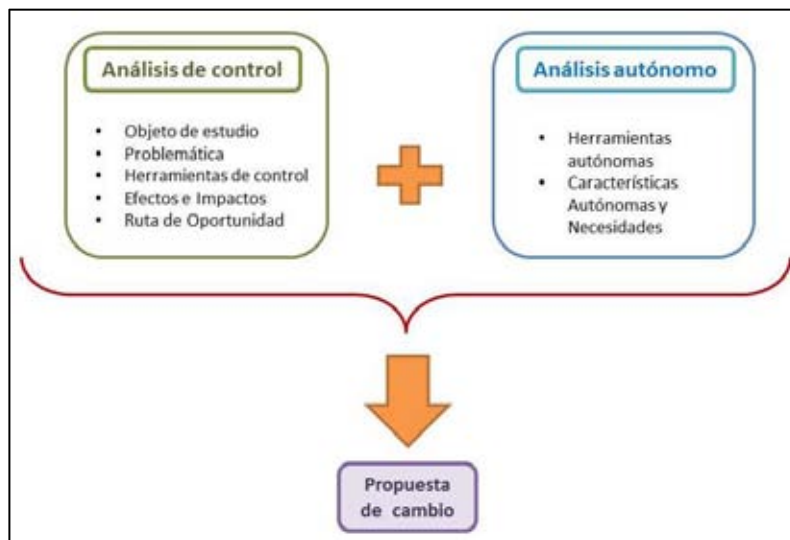 Análisis de control
• Objeto de estudio
• Problemática
• Herramientas de control
• Efectos e Impactos
• Ruta de Oportunidad
Análisis autónomo
• Herramientas
autónomas
• Características
Autónomas y
Necesidades
Propuesta
de cambio